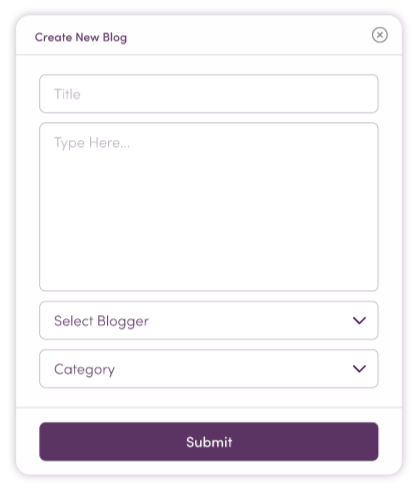 Create New Blog
Title
Type Here...
Select Blogger
Category
Submit